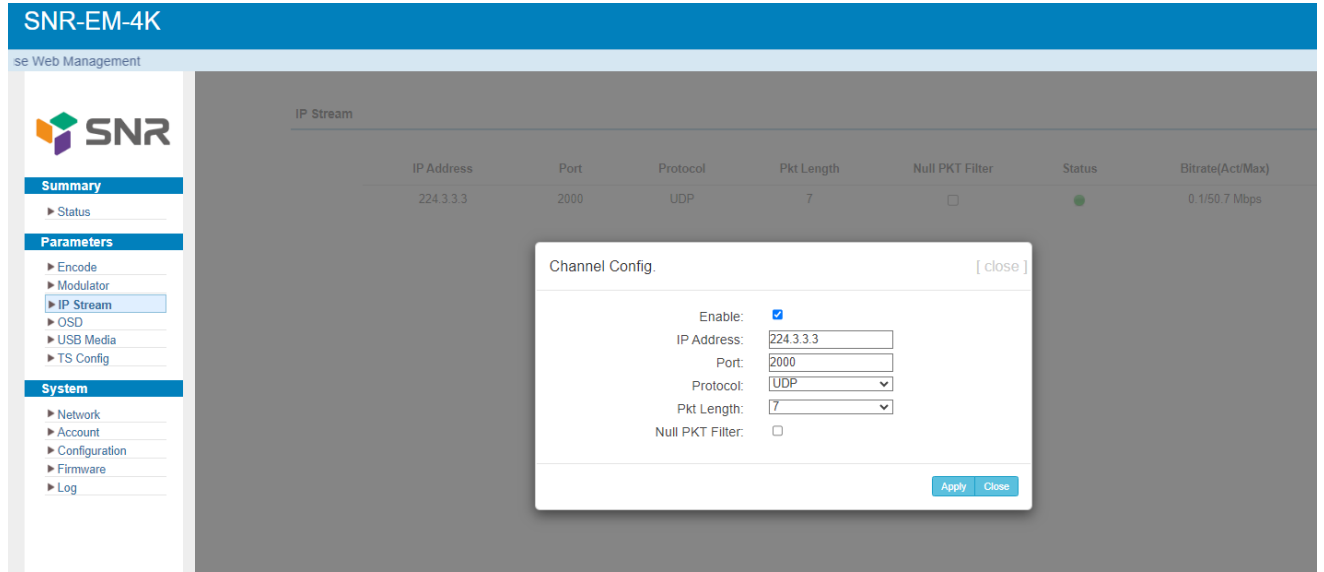 SNR-EM-4K
se Web Management
SNR
Summary
Status
Parameters
Encode
Modulator
IP Stream
OSD
USB Media
TS Config
System
Network
Account
Configuration
Firmware
Log
IP Stream
IP Address Port Protocol Pkt Length Null PKT Filter Status Bitrate(Act/Max)
224.3.3.3 2000 UDP 7 0.1/50.7 Mbps
Channel Config. [ close ]
Enable:
IP Address: 224.3.3.3
Port: 2000
Protocol: UDP
Pkt Length: 7
Null PKT Filter:
Apply Close